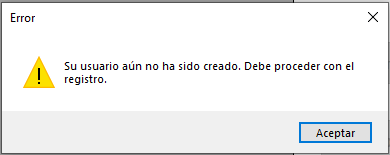 Error
Su usuario aún no ha sido creado. Debe proceder con el
registro.
Aceptar